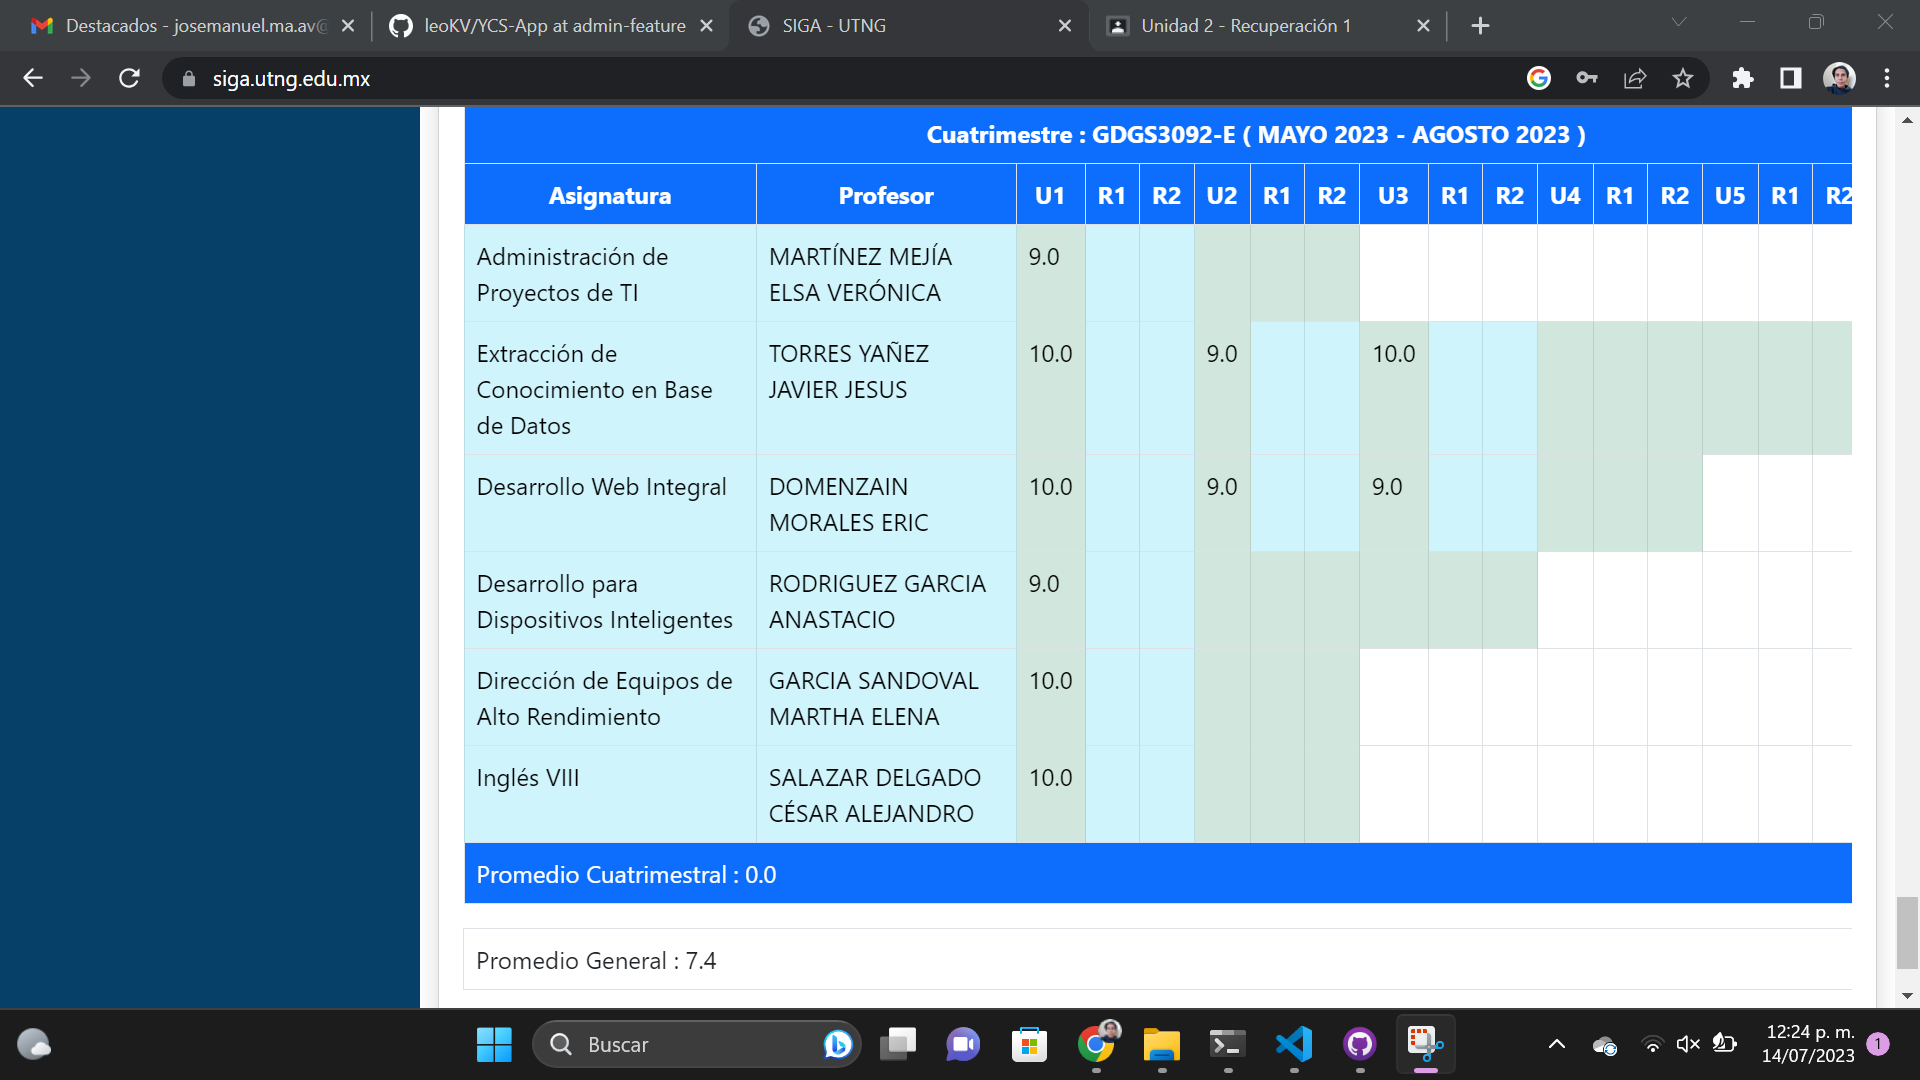 Destacados - josemanuel.ma.av@
leoKV/YCS-App at admin-feature
SIGA - UTNG
Unidad 2 - Recuperación 1
siga.utng.edu.mx
Cuatrimestre : GDGS3092-E ( MAYO 2023 - AGOSTO 2023 )
Asignatura Profesor U1 R1 R2 U2 R1 R2 U3 R1 R2 U4 R1 R2 U5 R1 R2
Administración de Proyectos de TI MARTÍNEZ MEJÍA ELSA VERÓNICA 9.0
Extracción de Conocimiento en Base de Datos TORRES YAÑEZ JAVIER JESUS 10.0 9.0 10.0
Desarrollo Web Integral DOMENZAIN MORALES ERIC 10.0 9.0 9.0
Desarrollo para Dispositivos Inteligentes RODRIGUEZ GARCIA ANASTACIO 9.0
Dirección de Equipos de Alto Rendimiento GARCIA SANDOVAL MARTHA ELENA 10.0
Inglés VIII SALAZAR DELGADO CÉSAR ALEJANDRO 10.0
Promedio Cuatrimestral : 0.0
Promedio General : 7.4
Buscar
12:24 p. m.
14/07/2023
1